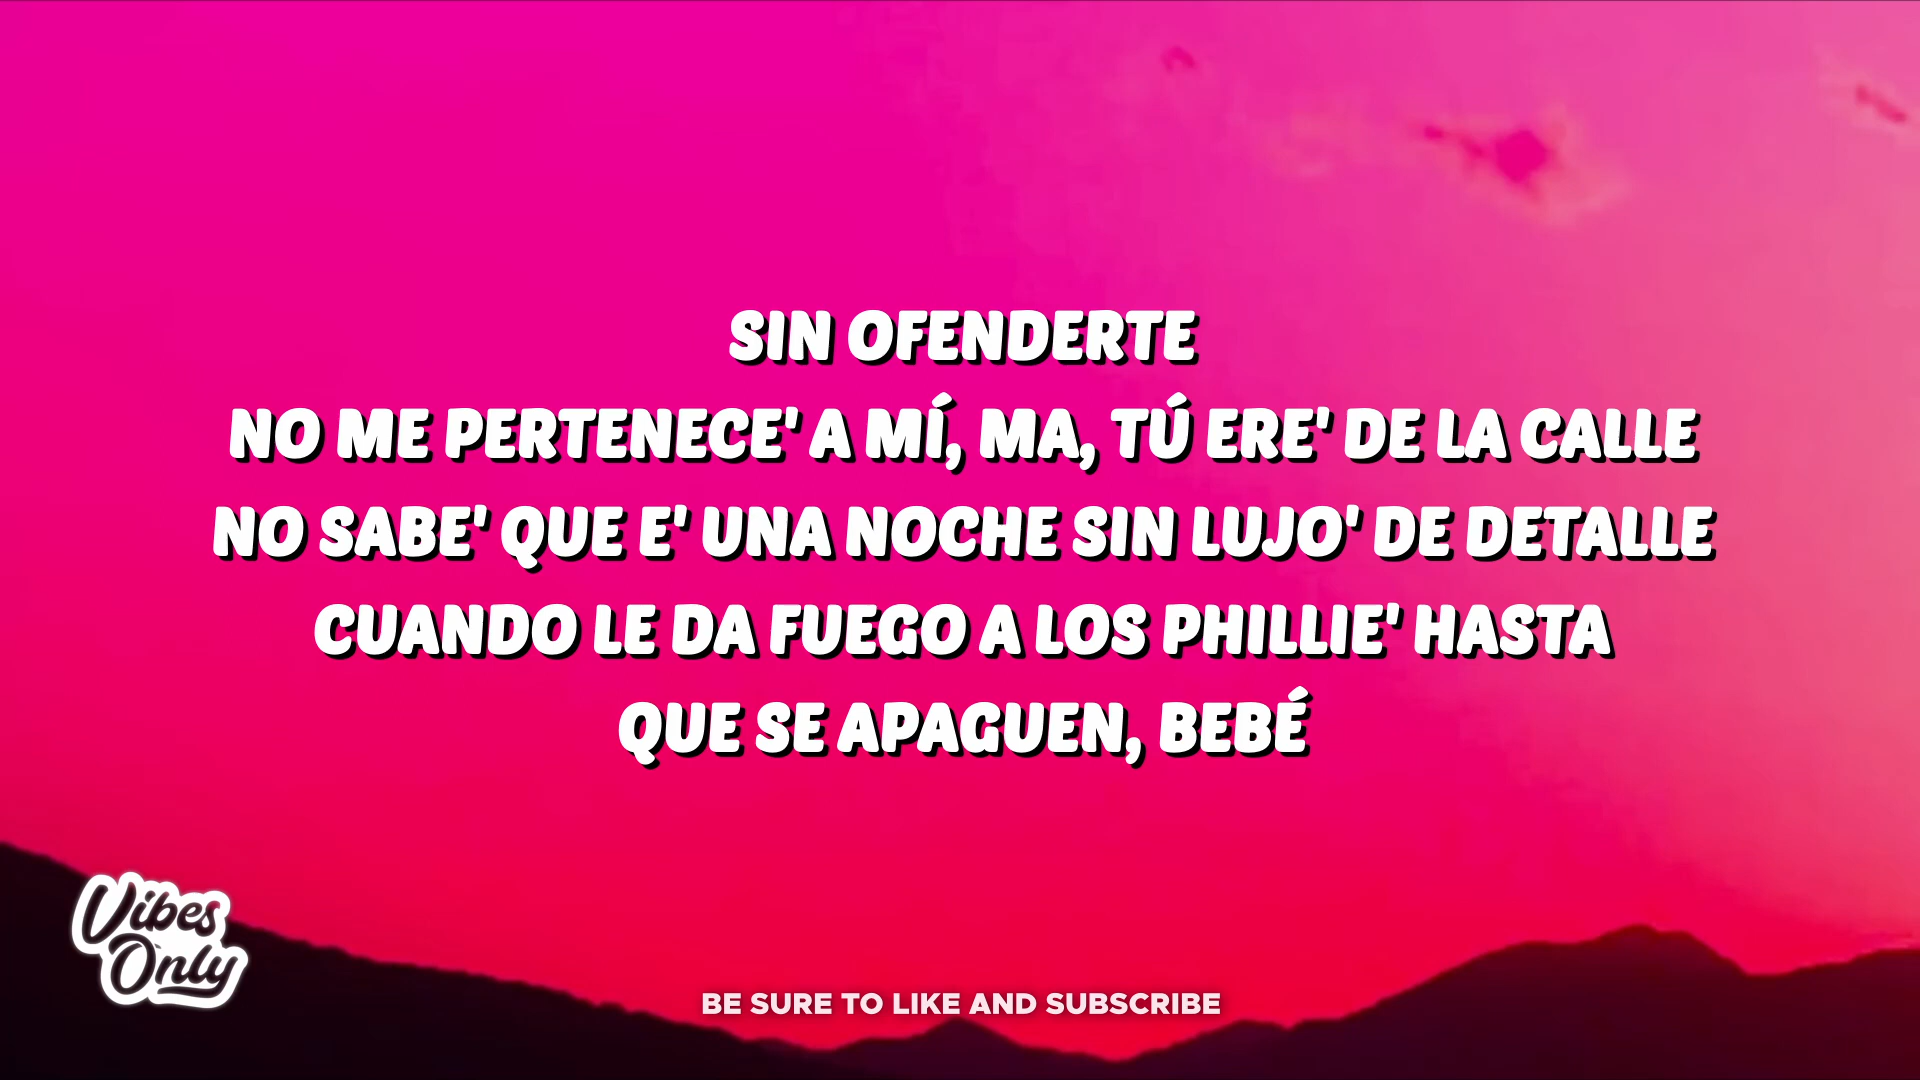 SIN OFENDERTE
NO ME PERTENECE' A MÍ, MA, TÚ ERE' DE LA CALLE
NO SABE' QUE E' UNA NOCHE SIN LUJO' DE DETALLE
CUANDO LE DA FUEGO A LOS PHILLIE' HASTA
QUE SE APAGUEN, BEBÉ
Vibes
Only
BE SURE TO LIKE AND SUBSCRIBE